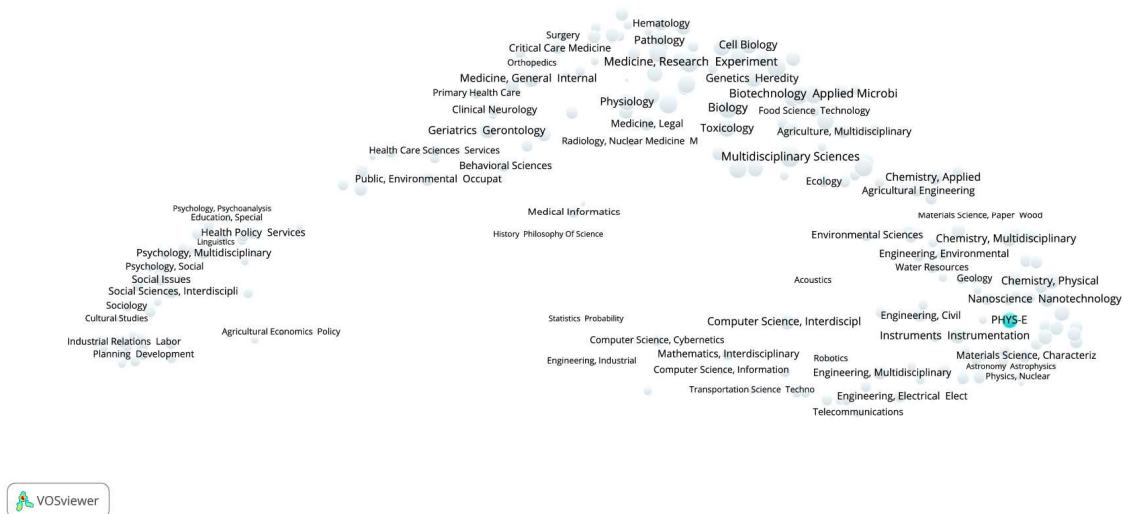 Hematology
Surgery
Pathology
Cell Biology
Critical Care Medicine
Orthopedics
Medicine, Research Experiment
Medicine, General Internal
Genetics Heredity
Primary Health Care
Biotechnology Applied Microbi
Physiology
Clinical Neurology
Biology
Food Science Technology
Medicine, Legal
Geriatrics Gerontology
Toxicology
Agriculture, Multidisciplinary
Radiology, Nuclear Medicine M
Health Care Sciences Services
Multidisciplinary Sciences
Behavioral Sciences
Public, Environmental Occupat
Ecology
Chemistry, Applied
Agricultural Engineering
Psychology, Psychoanalysis
Education, Special
Medical Informatics
Materials Science, Paper Wood
Health Policy Services
History Philosophy Of Science
Environmental Sciences
Chemistry, Multidisciplinary
Linguistics
Psychology, Multidisciplinary
Engineering, Environmental
Psychology, Social
Water Resources
Social Issues
Acoustics
Geology
Chemistry, Physical
Social Sciences, Interdiscipli
Nanoscience Nanotechnology
Sociology
Cultural Studies
Statistics Probability
Computer Science, Interdiscipl
Engineering, Civil
PHYS-E
Agricultural Economics Policy
Instruments Instrumentation
Industrial Relations Labor
Computer Science, Cybernetics
Planning Development
Mathematics, Interdisciplinary
Materials Science, Characteriz
Engineering, Industrial
Robotics
Astronomy Astrophysics
Computer Science, Information
Engineering, Multidisciplinary
Physics, Nuclear
Transportation Science Techno
Engineering, Electrical Elect
Telecommunications
VOSviewer